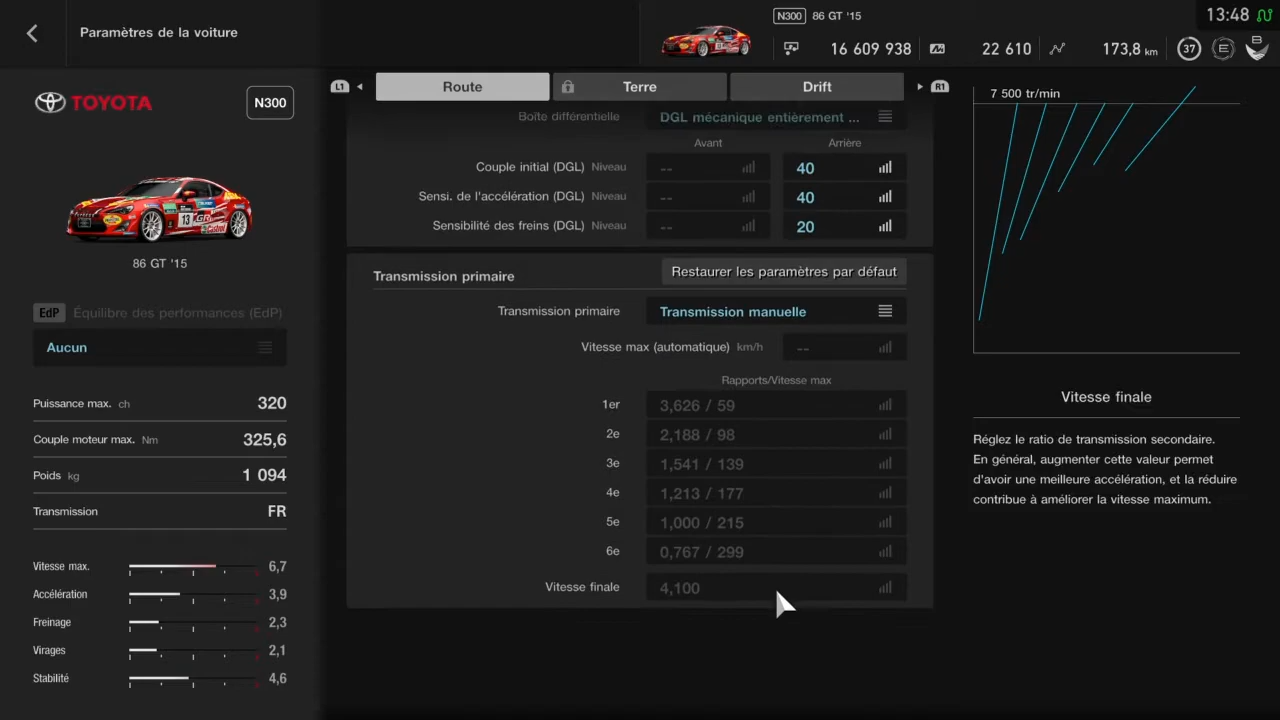 Paramètres de la voiture
N300 86 GT '15
16 609 938 22 610 173,8 km 37 E B
13:48
TOYOTA
N300
86 GT '15
EdP Équilibre des performances (EdP)
Aucun
Puissance max. ch 320
Couple moteur max. Nm 325,6
Poids kg 1 094
Transmission FR
Vitesse max. 6,7
Accélération 3,9
Freinage 2,3
Virages 2,1
Stabilité 4,6
L1 Route Terre Drift R1
Boîte différentielle DGL mécanique entièrement ...
Avant Arrière
Couple initial (DGL) Niveau -- 40
Sensi. de l'accélération (DGL) Niveau -- 40
Sensibilité des freins (DGL) Niveau -- 20
Transmission primaire Restaurer les paramètres par défaut
Transmission primaire Transmission manuelle
Vitesse max (automatique) km/h --
Rapports/Vitesse max
1er 3,626 / 59
2e 2,188 / 98
3e 1,541 / 139
4e 1,213 / 177
5e 1,000 / 215
6e 0,767 / 299
Vitesse finale 4,100
7 500 tr/min
Vitesse finale
Réglez le ratio de transmission secondaire.
En général, augmenter cette valeur permet
d'avoir une meilleure accélération, et la réduire
contribue à améliorer la vitesse maximum.